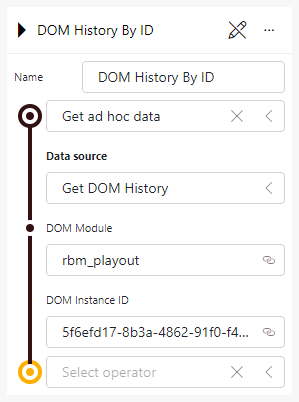 DOM History By ID
...
Name
DOM History By ID
Get ad hoc data
Data source
Get DOM History
DOM Module
rbm_playout
DOM Instance ID
5f6efd17-8b3a-4862-91f0-f4...
Select operator